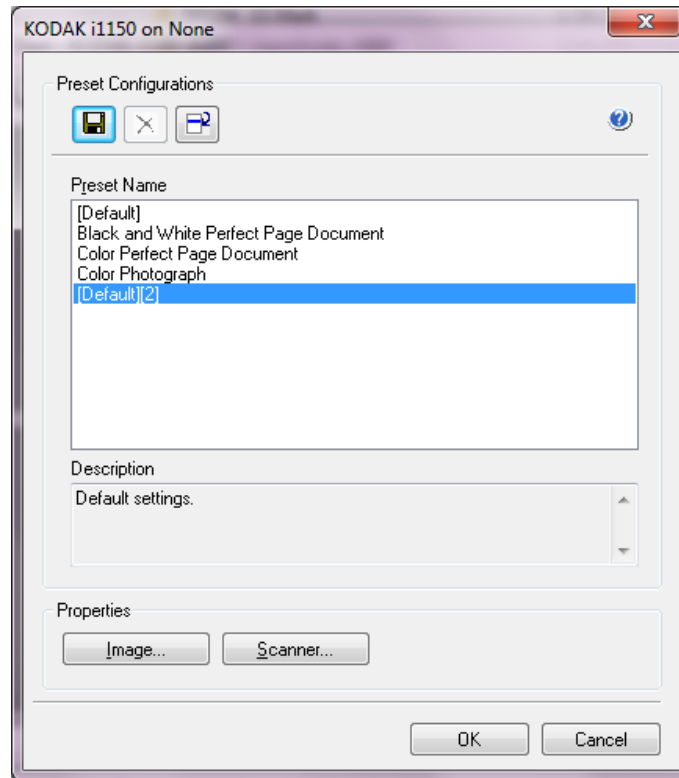 KODAK i1150 on None
Preset Configurations
Preset Name
[Default]
Black and White Perfect Page Document
Color Perfect Page Document
Color Photograph
[Default][2]
Description
Default settings.
Properties
Image...
Scanner...
OK
Cancel